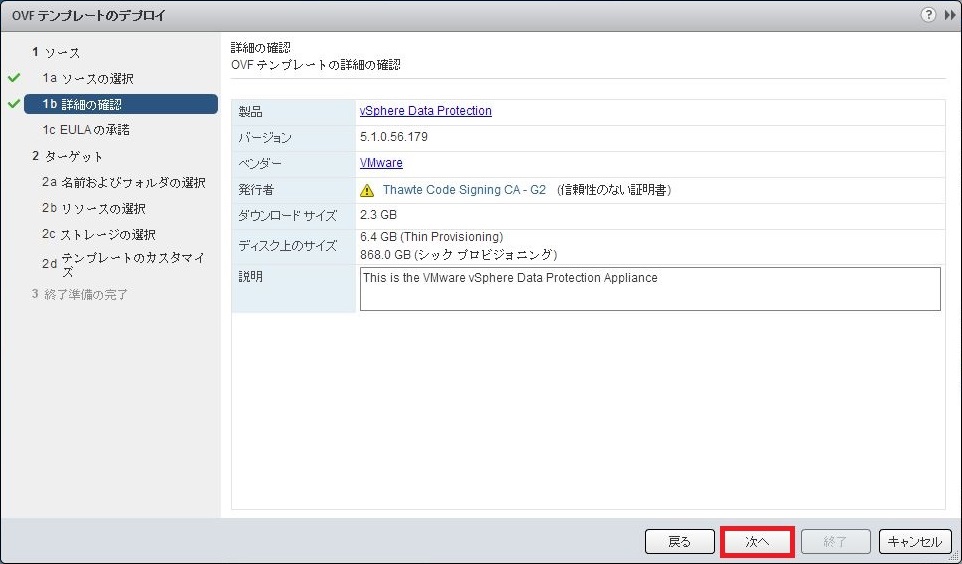 OVF テンプレートのデプロイ
?
1 ソース
1a ソースの選択
1b 詳細の確認
1c EULA の承諾
2 ターゲット
2a 名前およびフォルダの選択
2b リソースの選択
2c ストレージの選択
2d テンプレートのカスタマイ
ズ
3 終了準備の完了
詳細の確認
OVF テンプレートの詳細の確認
製品 vSphere Data Protection
バージョン 5.1.0.56.179
ベンダー VMware
発行者 Thawte Code Signing CA - G2 (信頼性のない証明書)
ダウンロード サイズ 2.3 GB
ディスク上のサイズ 6.4 GB (Thin Provisioning)
868.0 GB (シック プロビジョニング)
説明 This is the VMware vSphere Data Protection Appliance
戻る 次へ 終了 キャンセル